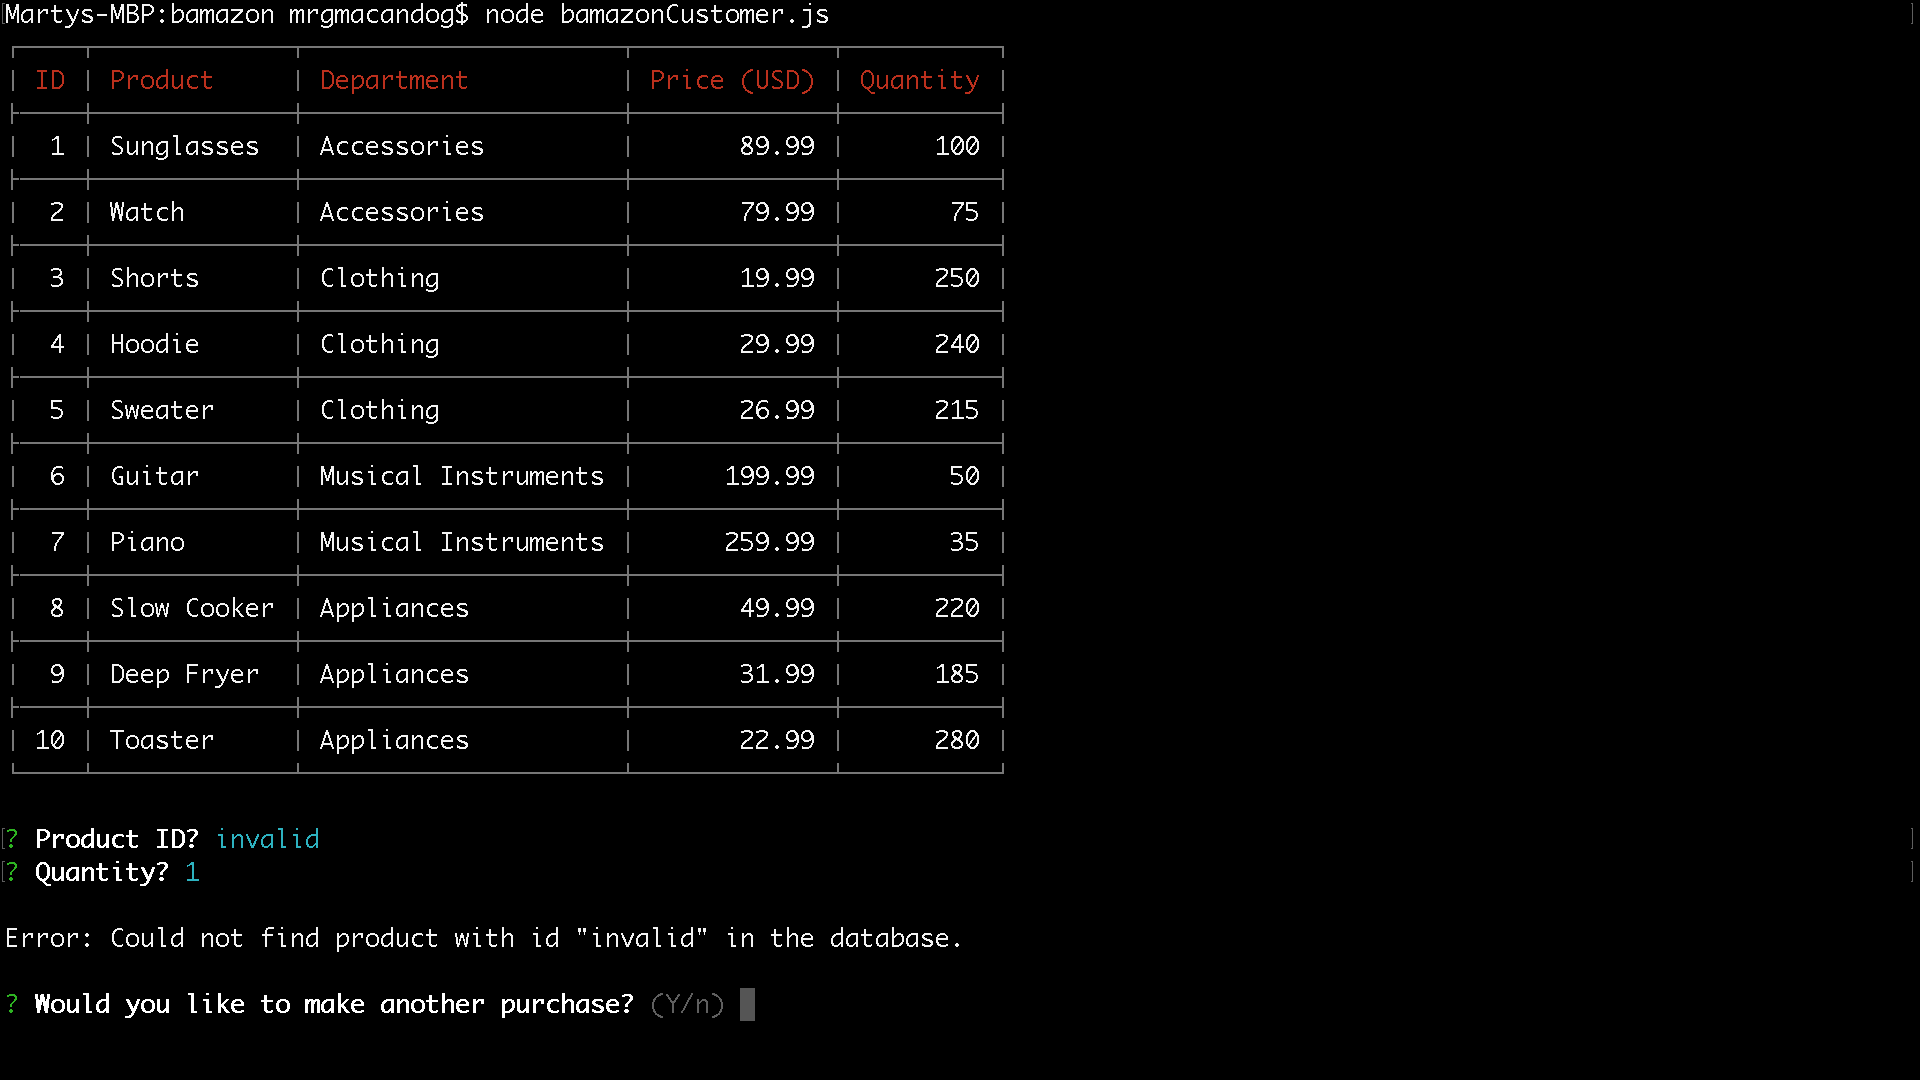 Martys-MBP:bamazon mrgmacandog$ node bamazonCustomer.js
ID Product Department Price (USD) Quantity
1 Sunglasses Accessories 89.99 100
2 Watch Accessories 79.99 75
3 Shorts Clothing 19.99 250
4 Hoodie Clothing 29.99 240
5 Sweater Clothing 26.99 215
6 Guitar Musical Instruments 199.99 50
7 Piano Musical Instruments 259.99 35
8 Slow Cooker Appliances 49.99 220
9 Deep Fryer Appliances 31.99 185
10 Toaster Appliances 22.99 280
? Product ID? invalid
? Quantity? 1
Error: Could not find product with id "invalid" in the database.
? Would you like to make another purchase? (Y/n)